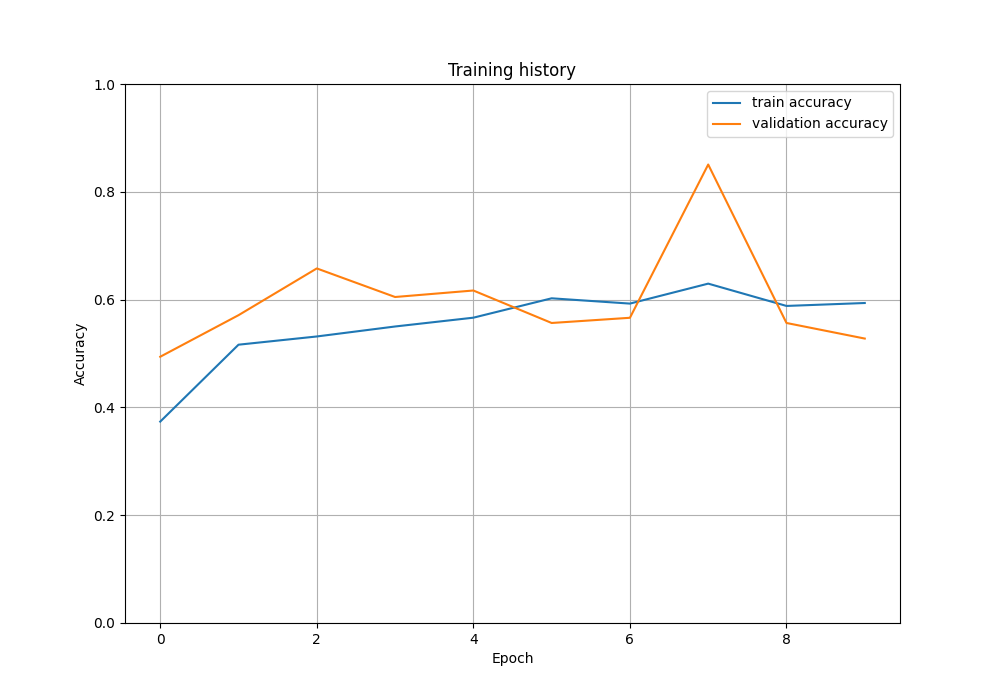 Training history
1.0
train accuracy
validation accuracy
0.8
0.6
Accuracy
0.4
0.2
0.0
0 2 4 6 8
Epoch